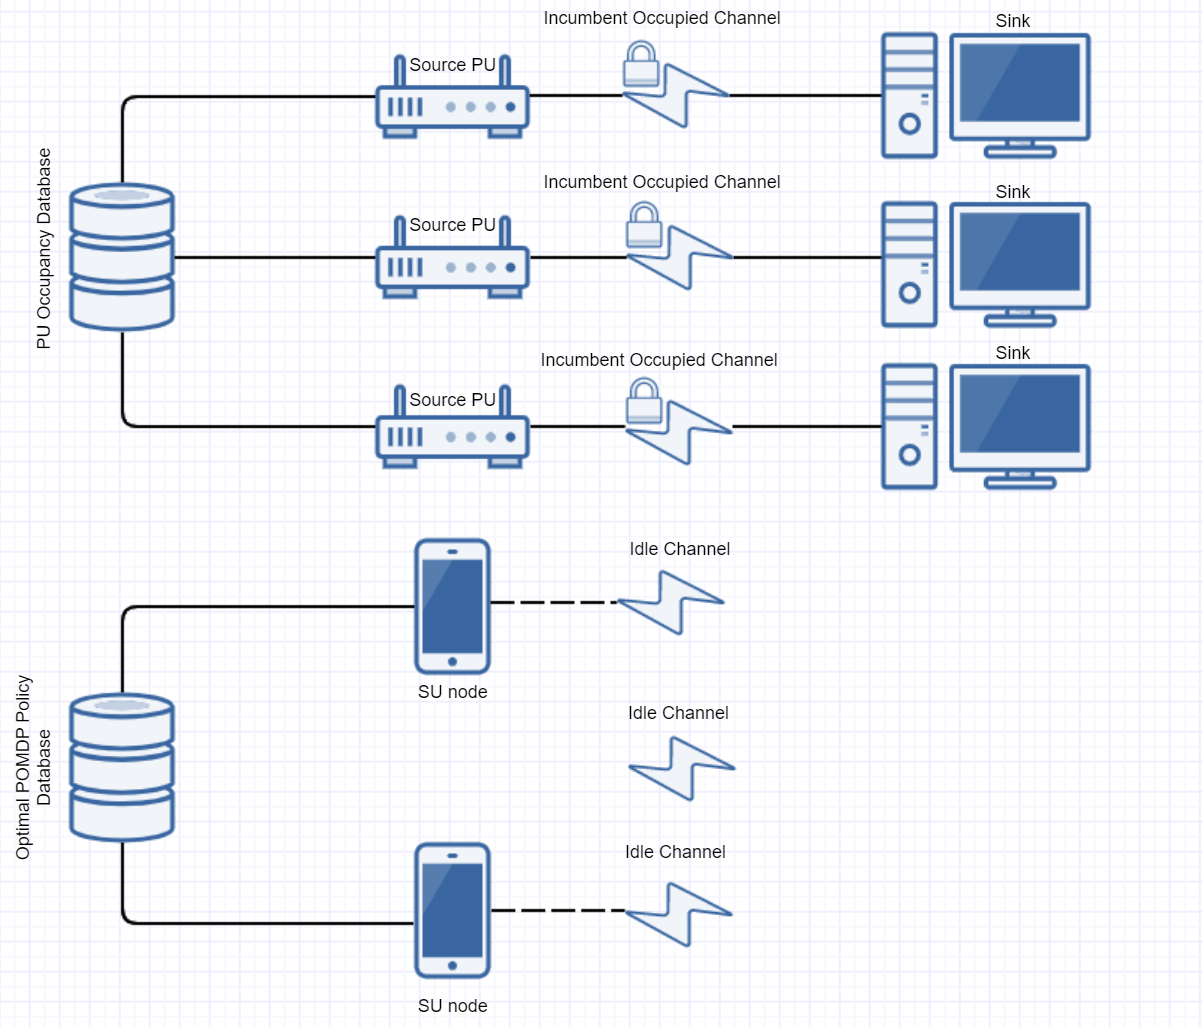 Incumbent Occupied Channel
Sink
Source PU
PU Occupancy Database
Incumbent Occupied Channel
Sink
Source PU
Incumbent Occupied Channel
Sink
Source PU
Idle Channel
SU node
Optimal POMDP Policy
Database
Idle Channel
Idle Channel
SU node